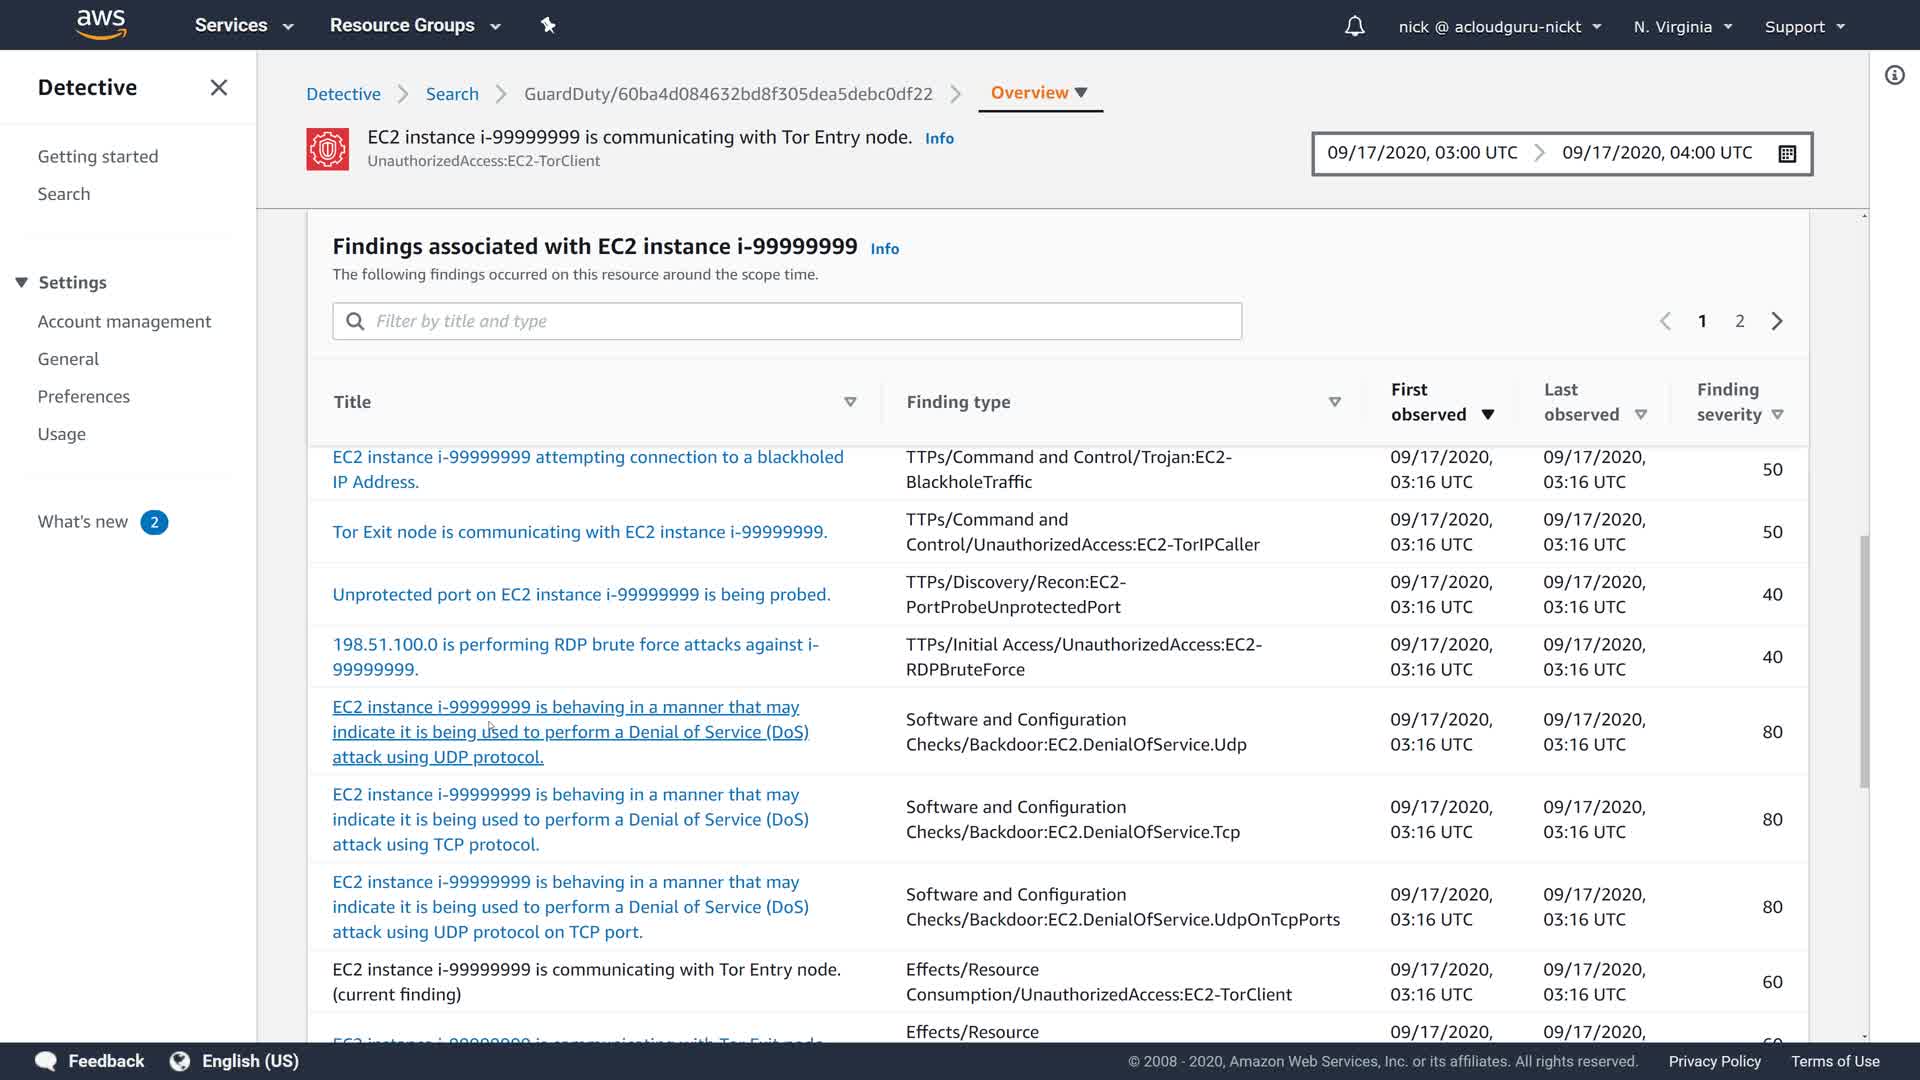 aws Services Resource Groups nick @ acloudguru-nickt N. Virginia Support
Detective
Getting started
Search
Settings
Account management
General
Preferences
Usage
What's new 2
Detective Search GuardDuty/60ba4d084632bd8f305dea5debc0df22 Overview
EC2 instance i-99999999 is communicating with Tor Entry node. Info
UnauthorizedAccess:EC2-TorClient
09/17/2020, 03:00 UTC 09/17/2020, 04:00 UTC
Findings associated with EC2 instance i-99999999 Info
The following findings occurred on this resource around the scope time.
Filter by title and type
1 2
Title
Finding type
First
observed
Last
observed
Finding
severity
EC2 instance i-99999999 attempting connection to a blackholed
IP Address.
TTPs/Command and Control/Trojan:EC2-
BlackholeTraffic
09/17/2020,
03:16 UTC
09/17/2020,
03:16 UTC
50
Tor Exit node is communicating with EC2 instance i-99999999.
TTPs/Command and
Control/UnauthorizedAccess:EC2-TorIPCaller
09/17/2020,
03:16 UTC
09/17/2020,
03:16 UTC
50
Unprotected port on EC2 instance i-99999999 is being probed.
TTPs/Discovery/Recon:EC2-
PortProbeUnprotectedPort
09/17/2020,
03:16 UTC
09/17/2020,
03:16 UTC
40
198.51.100.0 is performing RDP brute force attacks against i-
99999999.
TTPs/Initial Access/UnauthorizedAccess:EC2-
RDPBruteForce
09/17/2020,
03:16 UTC
09/17/2020,
03:16 UTC
40
EC2 instance i-99999999 is behaving in a manner that may
indicate it is being used to perform a Denial of Service (DoS)
attack using UDP protocol.
Software and Configuration
Checks/Backdoor:EC2.DenialOfService.Udp
09/17/2020,
03:16 UTC
09/17/2020,
03:16 UTC
80
EC2 instance i-99999999 is behaving in a manner that may
indicate it is being used to perform a Denial of Service (DoS)
attack using TCP protocol.
Software and Configuration
Checks/Backdoor:EC2.DenialOfService.Tcp
09/17/2020,
03:16 UTC
09/17/2020,
03:16 UTC
80
EC2 instance i-99999999 is behaving in a manner that may
indicate it is being used to perform a Denial of Service (DoS)
attack using UDP protocol on TCP port.
Software and Configuration
Checks/Backdoor:EC2.DenialOfService.UdpOnTcpPorts
09/17/2020,
03:16 UTC
09/17/2020,
03:16 UTC
80
EC2 instance i-99999999 is communicating with Tor Entry node.
(current finding)
Effects/Resource
Consumption/UnauthorizedAccess:EC2-TorClient
09/17/2020,
03:16 UTC
09/17/2020,
03:16 UTC
60
Effects/Resource
09/17/2020,
09/17/2020,
Feedback English (US) © 2008 - 2020, Amazon Web Services, Inc. or its affiliates. All rights reserved. Privacy Policy Terms of Use